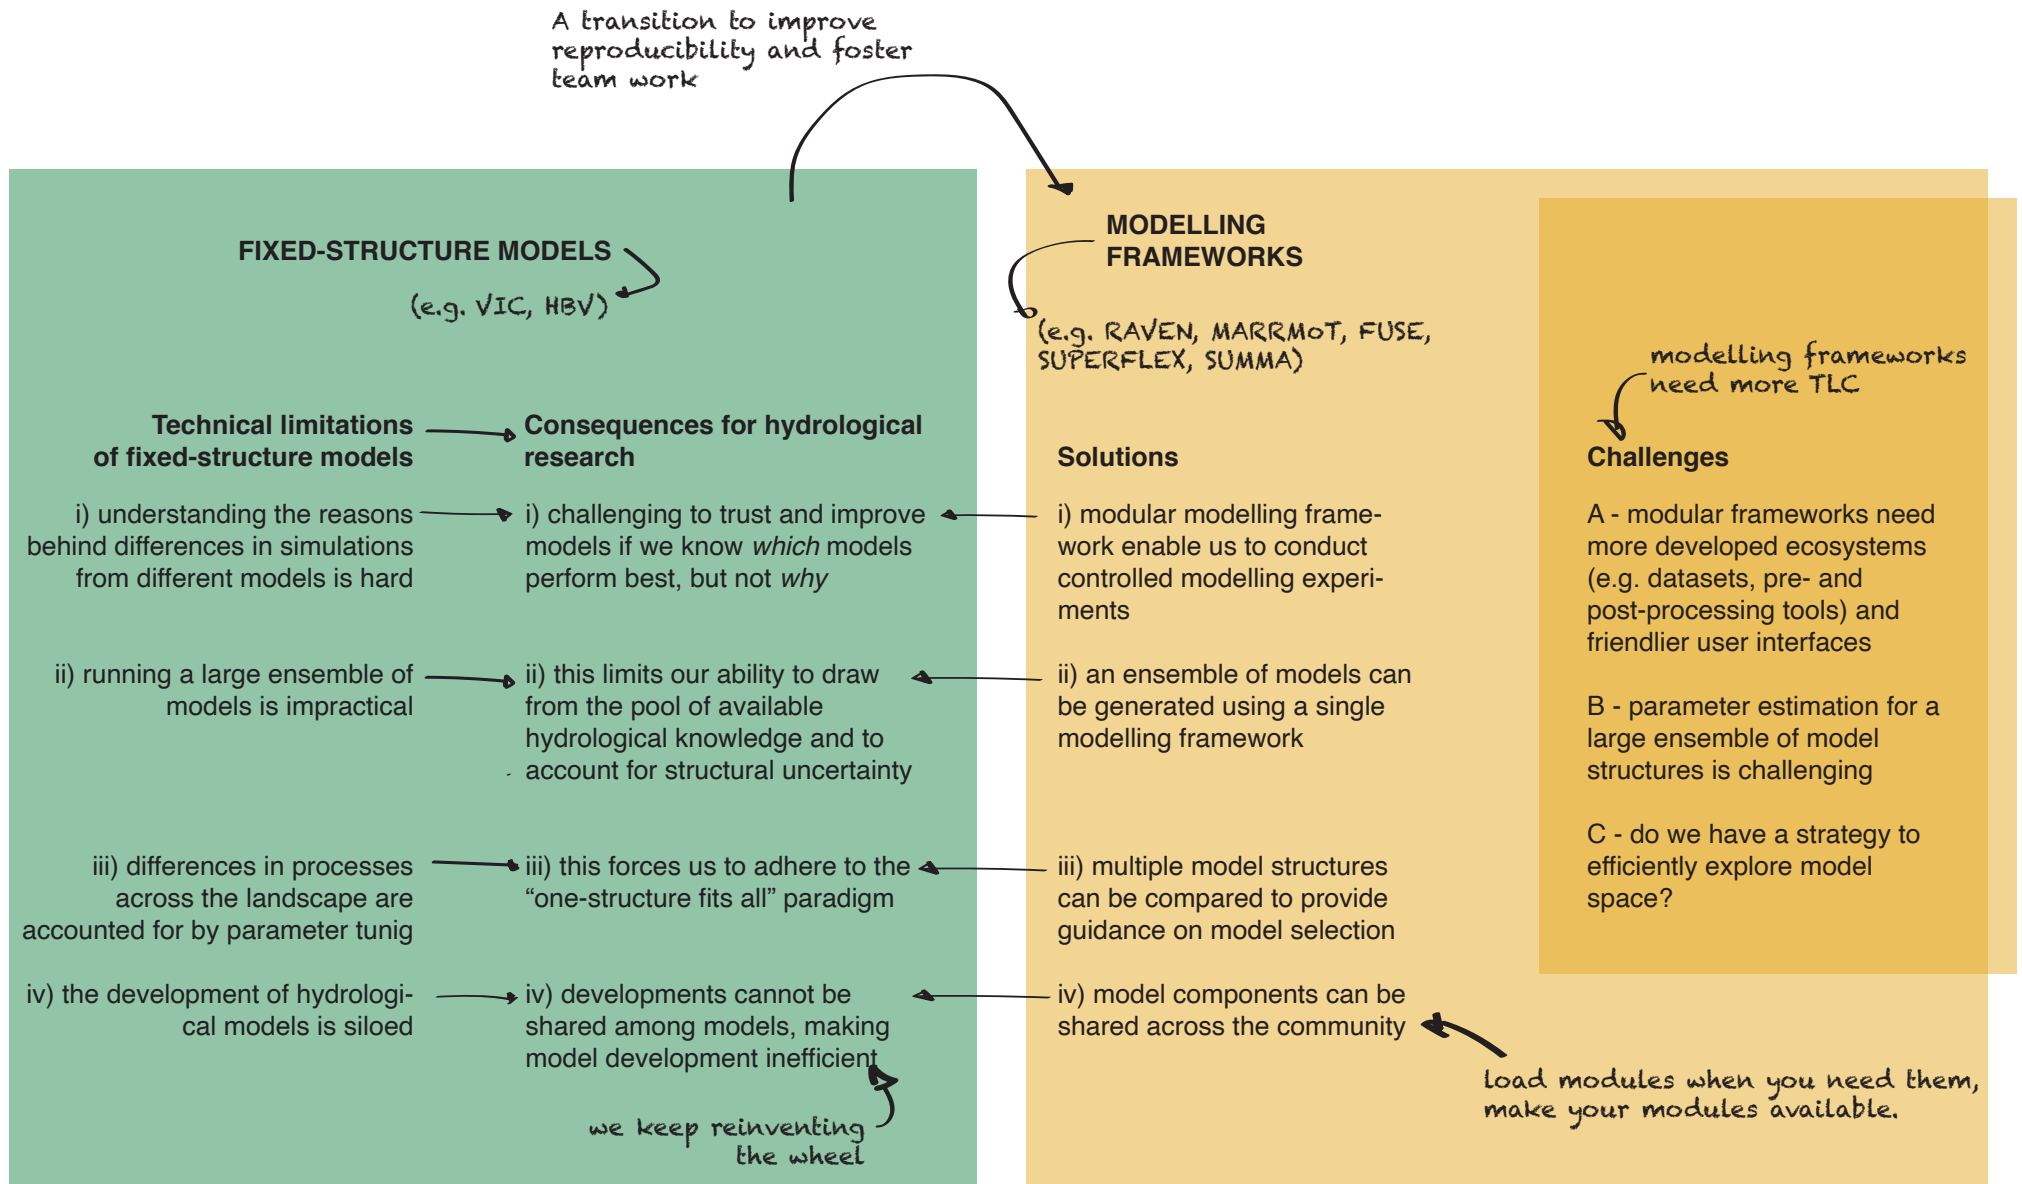 A transition to improve
reproducibility and foster
team work
FIXED-STRUCTURE MODELS
(e.g. VIC, HBV)
Technical limitations
of fixed-structure models
Consequences for hydrological
research
i) understanding the reasons
behind differences in simulations
from different models is hard
i) challenging to trust and improve
models if we know which models
perform best, but not why
ii) running a large ensemble of
models is impractical
ii) this limits our ability to draw
from the pool of available
hydrological knowledge and to
account for structural uncertainty
iii) differences in processes
across the landscape are
accounted for by parameter tunig
iii) this forces us to adhere to the
“one-structure fits all” paradigm
iv) the development of hydrologi-
cal models is siloed
iv) developments cannot be
shared among models, making
model development inefficient
we keep reinventing
the wheel
MODELLING
FRAMEWORKS
(e.g. RAVEN, MARRMoT, FUSE,
SUPERFLEX, SUMMA)
Solutions
i) modular modelling frame-
work enable us to conduct
controlled modelling experi-
ments
ii) an ensemble of models can
be generated using a single
modelling framework
iii) multiple model structures
can be compared to provide
guidance on model selection
iv) model components can be
shared across the community
load modules when you need them,
make your modules available.
modelling frameworks
need more TLC
Challenges
A - modular frameworks need
more developed ecosystems
(e.g. datasets, pre- and
post-processing tools) and
friendlier user interfaces
B - parameter estimation for a
large ensemble of model
structures is challenging
C - do we have a strategy to
efficiently explore model
space?